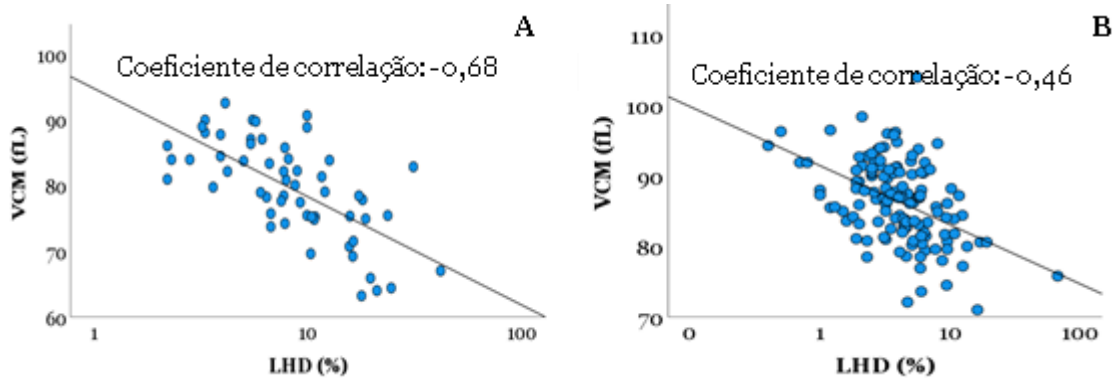 A
Coeficiente de correlação: -0,68
VCM (fL)
100
90
80
70
60
1
10
100
LHD (%)
B
Coeficiente de correlação: -0,46
VCM (fL)
110
100
90
80
70
0
1
10
100
LHD (%)